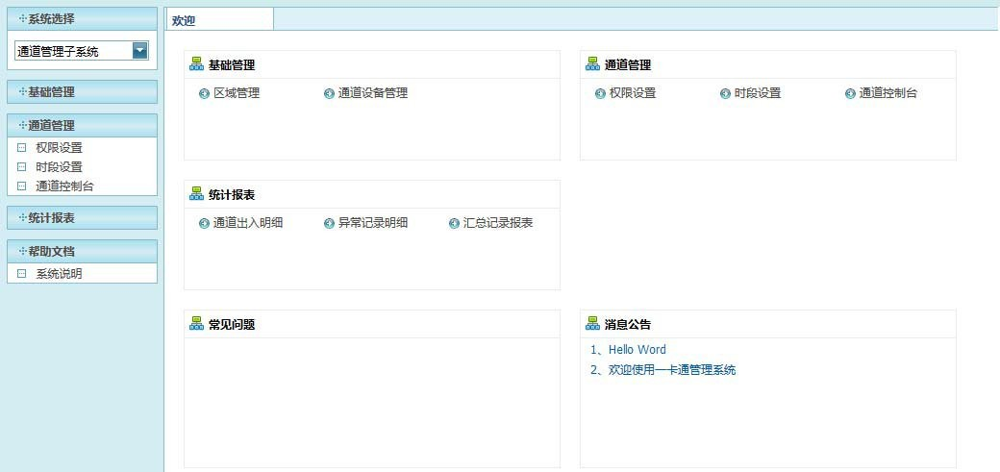 系统选择
通道管理子系统
基础管理
通道管理
权限设置
时段设置
通道控制台
统计报表
帮助文档
系统说明
欢迎
基础管理
区域管理 通道设备管理
通道管理
权限设置 时段设置 通道控制台
统计报表
通道出入明细 异常记录明细 汇总记录报表
常见问题
消息公告
1、Hello Word
2、欢迎使用一卡通管理系统